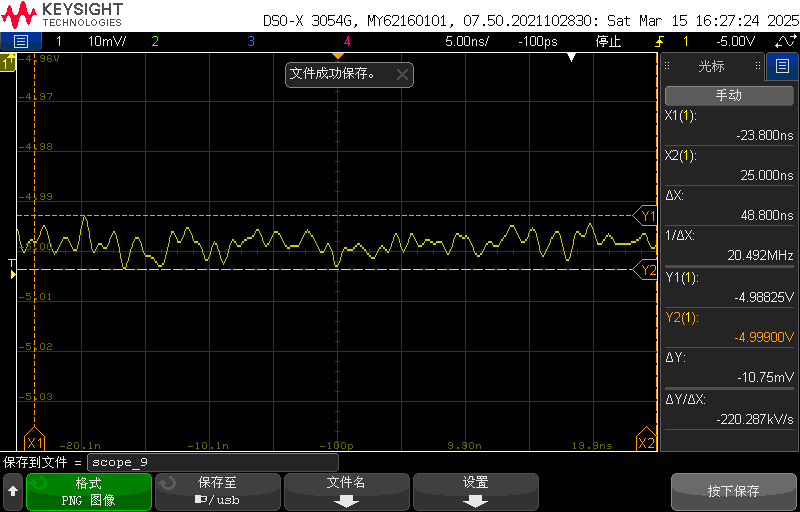 KEYSIGHT
TECHNOLOGIES
DSO-X 3054G, MY62160101, 07.50.2021102830: Sat Mar 15 16:27:24 2025
1 10mV/ 2 3 4 5.00ns/ -100ps 停止 1 -5.00V
1
-4.96V
-4.97
-4.98
-4.99
-5.00
-5.01
-5.02
-5.03
文件成功保存。
T
Y1
Y2
X1 -20.1n -10.1n -100p 9.90n 19.9ns X2
光标
手动
X1(1):
-23.800ns
X2(1):
25.000ns
ΔX:
48.800ns
1/ΔX:
20.492MHz
Y1(1):
-4.98825V
Y2(1):
-4.99900V
ΔY:
-10.75mV
ΔY/ΔX:
-220.287kV/s
保存到文件 = scope_9
格式
PNG 图像
保存至
/usb
文件名
设置
按下保存